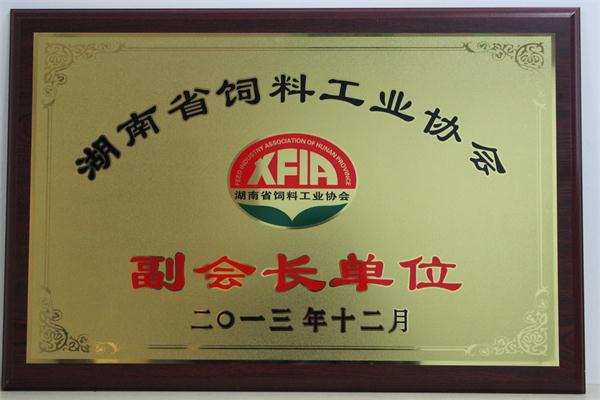 湖南省饲料工业协会
FEED INDUSTRY ASSOCIATION OF HUNAN PROVINCE
XFIA
湖南省饲料工业协会
副会长单位
二〇一三年十二月